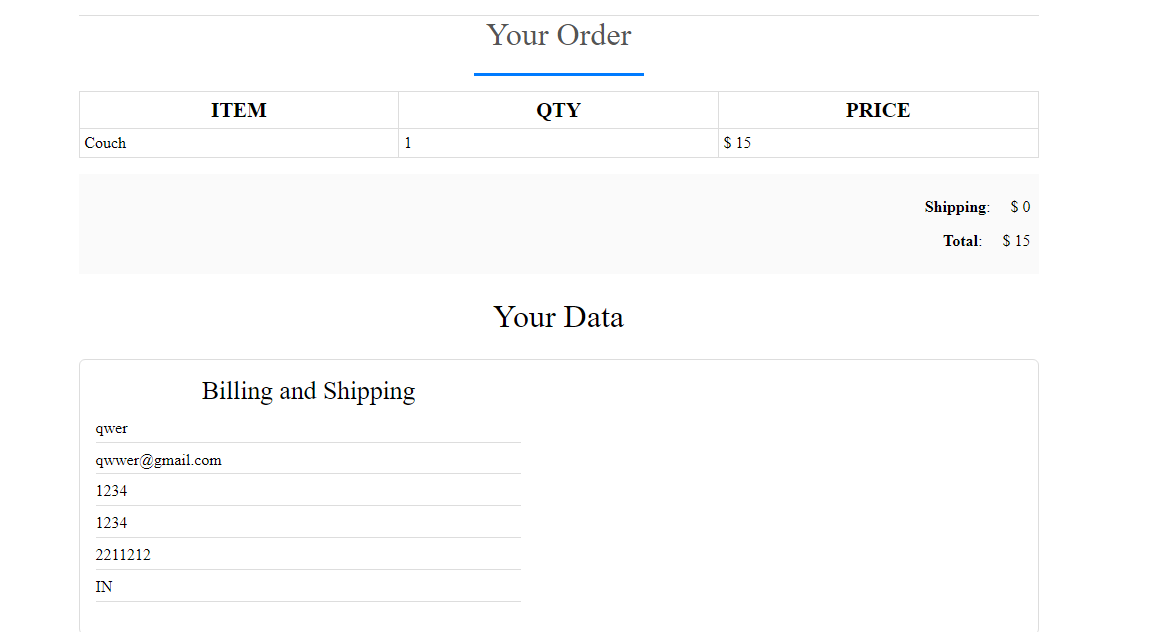 Your Order
ITEM QTY PRICE
Couch 1 $ 15
Shipping: $ 0
Total: $ 15
Your Data
Billing and Shipping
qwer
qwwer@gmail.com
1234
1234
2211212
IN